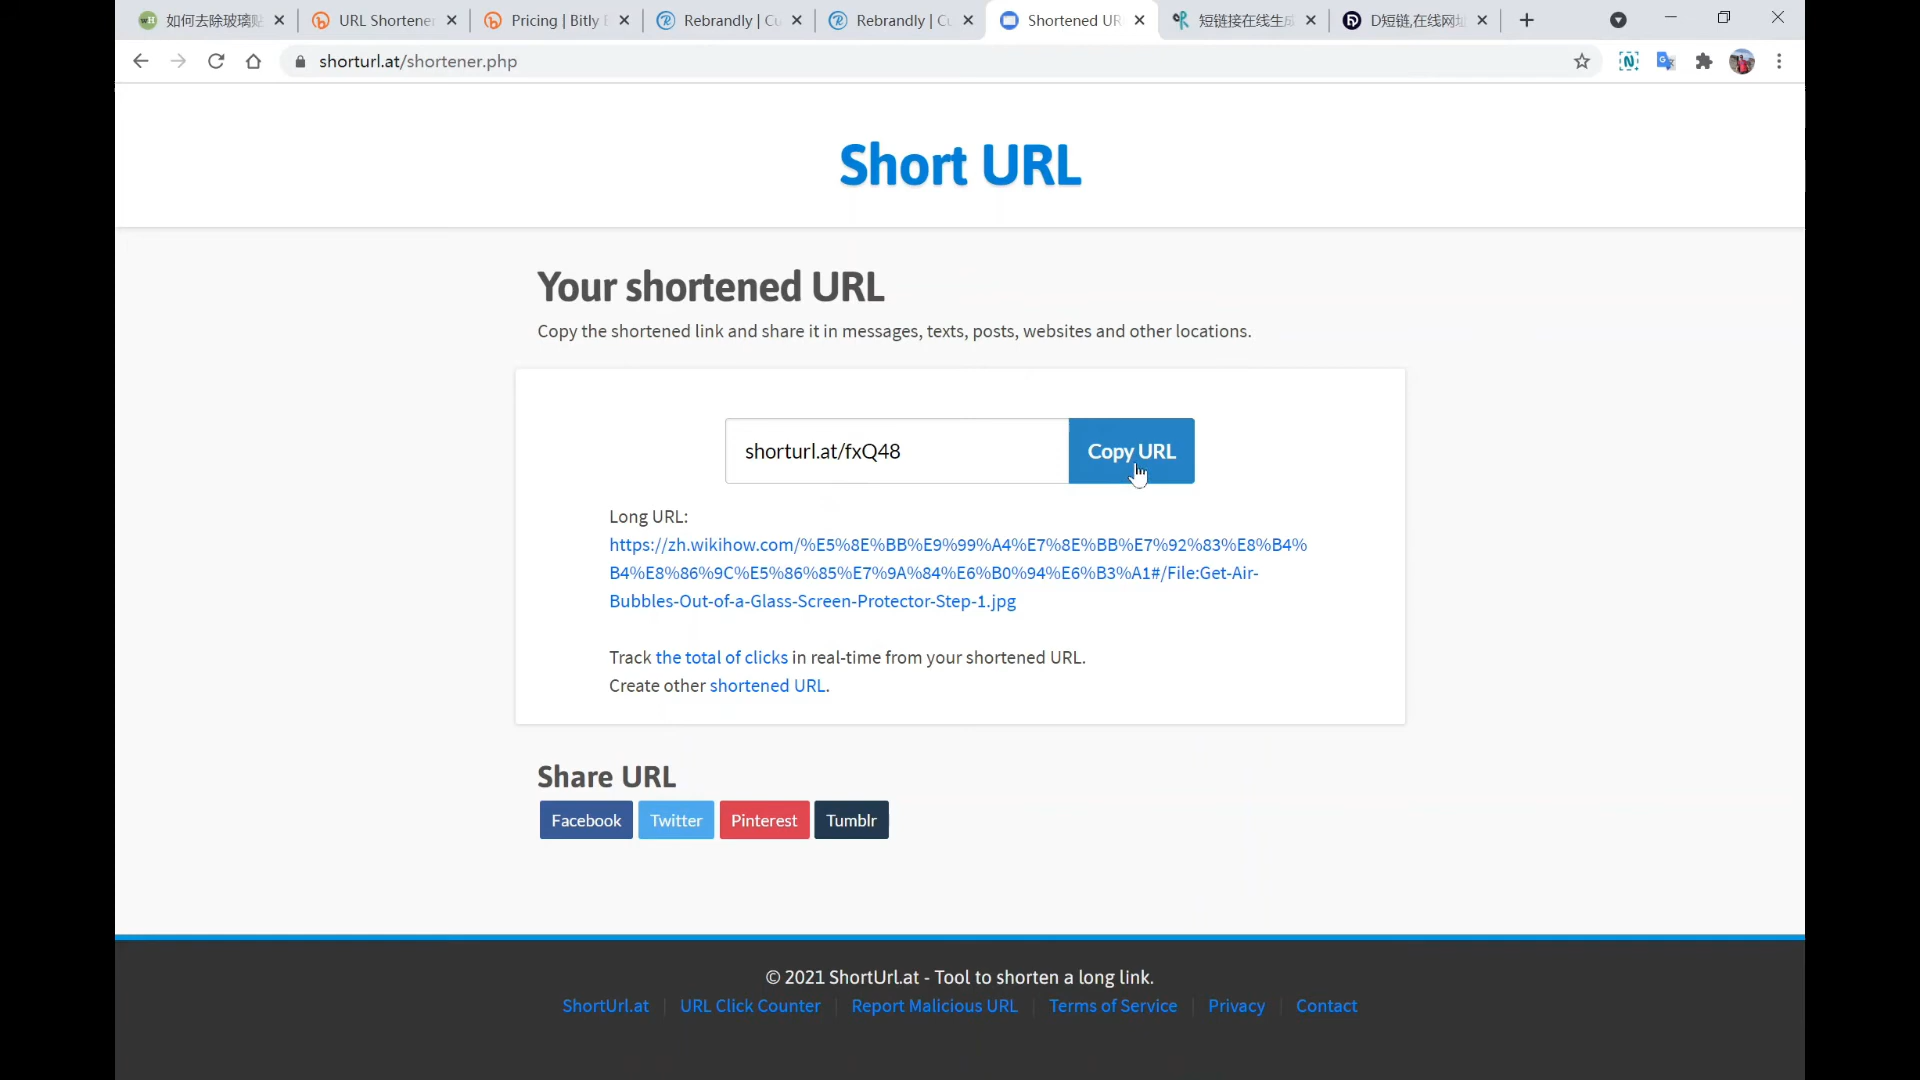 如何去除玻璃贴
URL Shortener
Pricing | Bitly
Rebrandly | Cu
Rebrandly | Cu
Shortened UR
短链接在线生成
D短链,在线网址
shorturl.at/shortener.php
Short URL
Your shortened URL
Copy the shortened link and share it in messages, texts, posts, websites and other locations.
shorturl.at/fxQ48
Copy URL
Long URL:
https://zh.wikihow.com/%E5%8E%BB%E9%99%A4%E7%8E%BB%E7%92%83%E8%B4%
B4%E8%86%9C%E5%86%85%E7%9A%84%E6%B0%94%E6%B3%A1#/File:Get-Air-
Bubbles-Out-of-a-Glass-Screen-Protector-Step-1.jpg
Track the total of clicks in real-time from your shortened URL.
Create other shortened URL.
Share URL
Facebook Twitter Pinterest Tumblr
© 2021 ShortUrl.at - Tool to shorten a long link.
ShortUrl.at URL Click Counter Report Malicious URL Terms of Service Privacy Contact